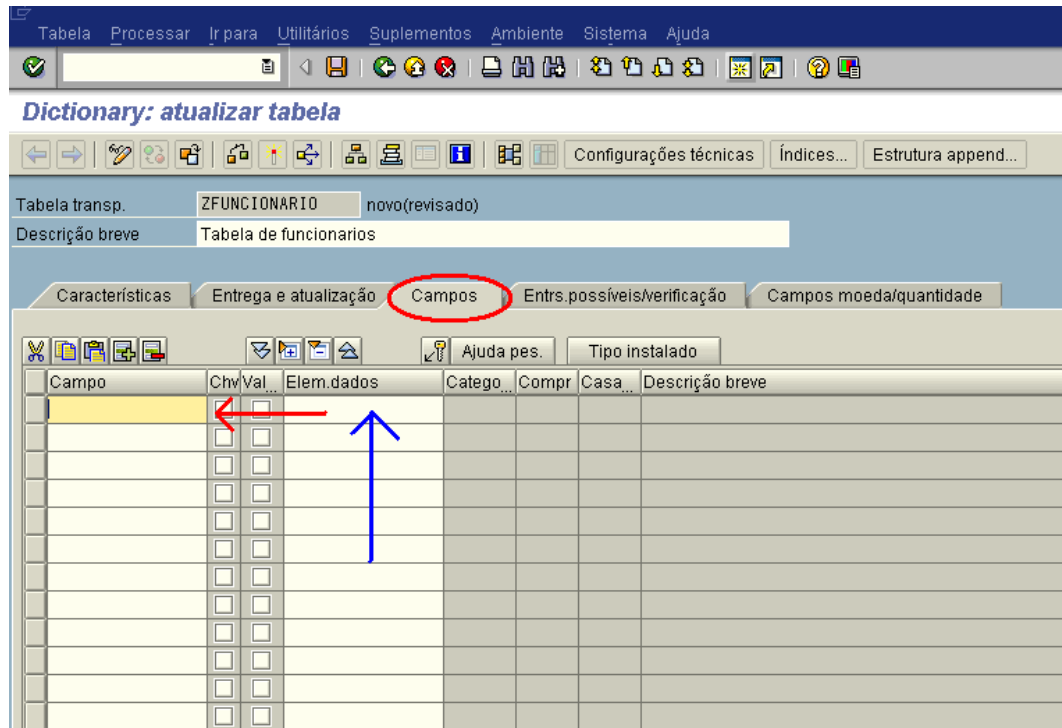 Tabela Processar Ir para Utilitários Suplementos Ambiente Sistema Ajuda
Dictionary: atualizar tabela
Configurações técnicas Índices... Estrutura append...
Tabela transp. ZFUNCIONARIO novo(revisado)
Descrição breve Tabela de funcionarios
Características Entrega e atualização Campos Entrs.possíveis/verificação Campos moeda/quantidade
Ajuda pes. Tipo instalado
Campo Chv Val... Elem.dados Catego... Compr Casa... Descrição breve